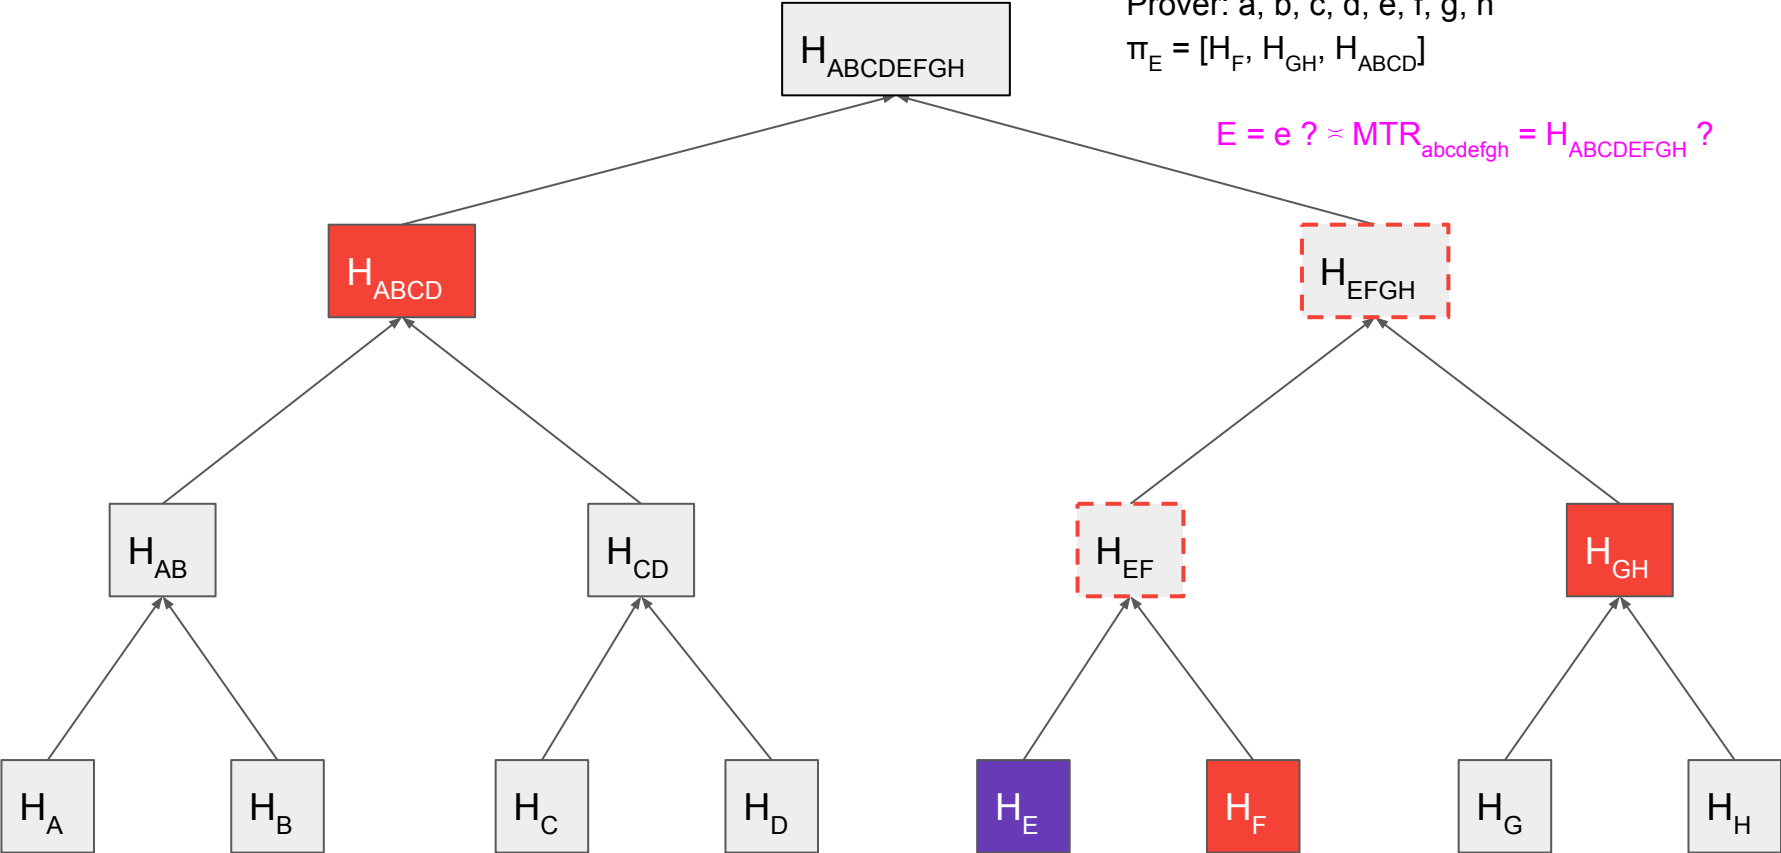 Prover: a, b, c, d, e, f, g, h
π_E = [H_F, H_GH, H_ABCD]
H_ABCDEFGH
E = e ? ≍ MTR_abcdefgh = H_ABCDEFGH ?
H_ABCD
H_EFGH
H_AB
H_CD
H_EF
H_GH
H_A
H_B
H_C
H_D
H_E
H_F
H_G
H_H